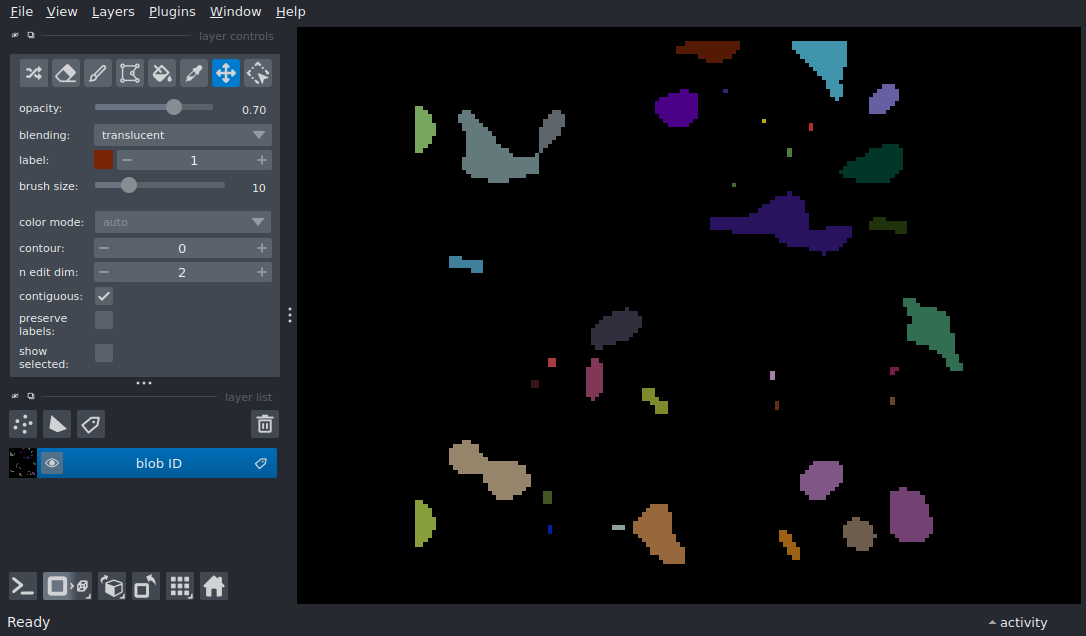 File View Layers Plugins Window Help
layer controls
opacity: 0.70
blending: translucent
label: 1
brush size: 10
color mode: auto
contour: 0
n edit dim: 2
contiguous:
preserve
labels:
show
selected:
layer list
blob ID
Ready activity